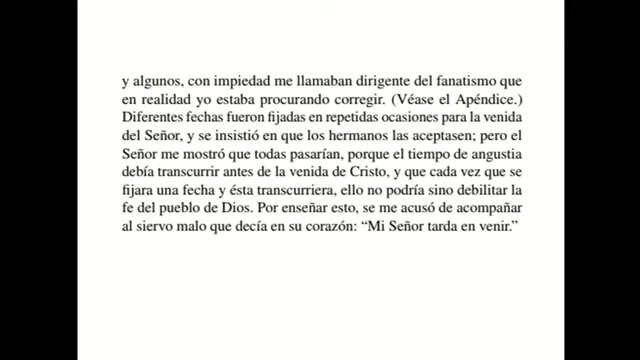 y algunos, con impiedad me llamaban dirigente del fanatismo que
en realidad yo estaba procurando corregir. (Véase el Apéndice.)
Diferentes fechas fueron fijadas en repetidas ocasiones para la venida
del Señor, y se insistió en que los hermanos las aceptasen; pero el
Señor me mostró que todas pasarían, porque el tiempo de angustia
debía transcurrir antes de la venida de Cristo, y que cada vez que se
fijara una fecha y ésta transcurriera, ello no podría sino debilitar la
fe del pueblo de Dios. Por enseñar esto, se me acusó de acompañar
al siervo malo que decía en su corazón: “Mi Señor tarda en venir.”